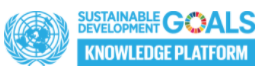 SUSTAINABLE
DEVELOPMENT GOALS
KNOWLEDGE PLATFORM